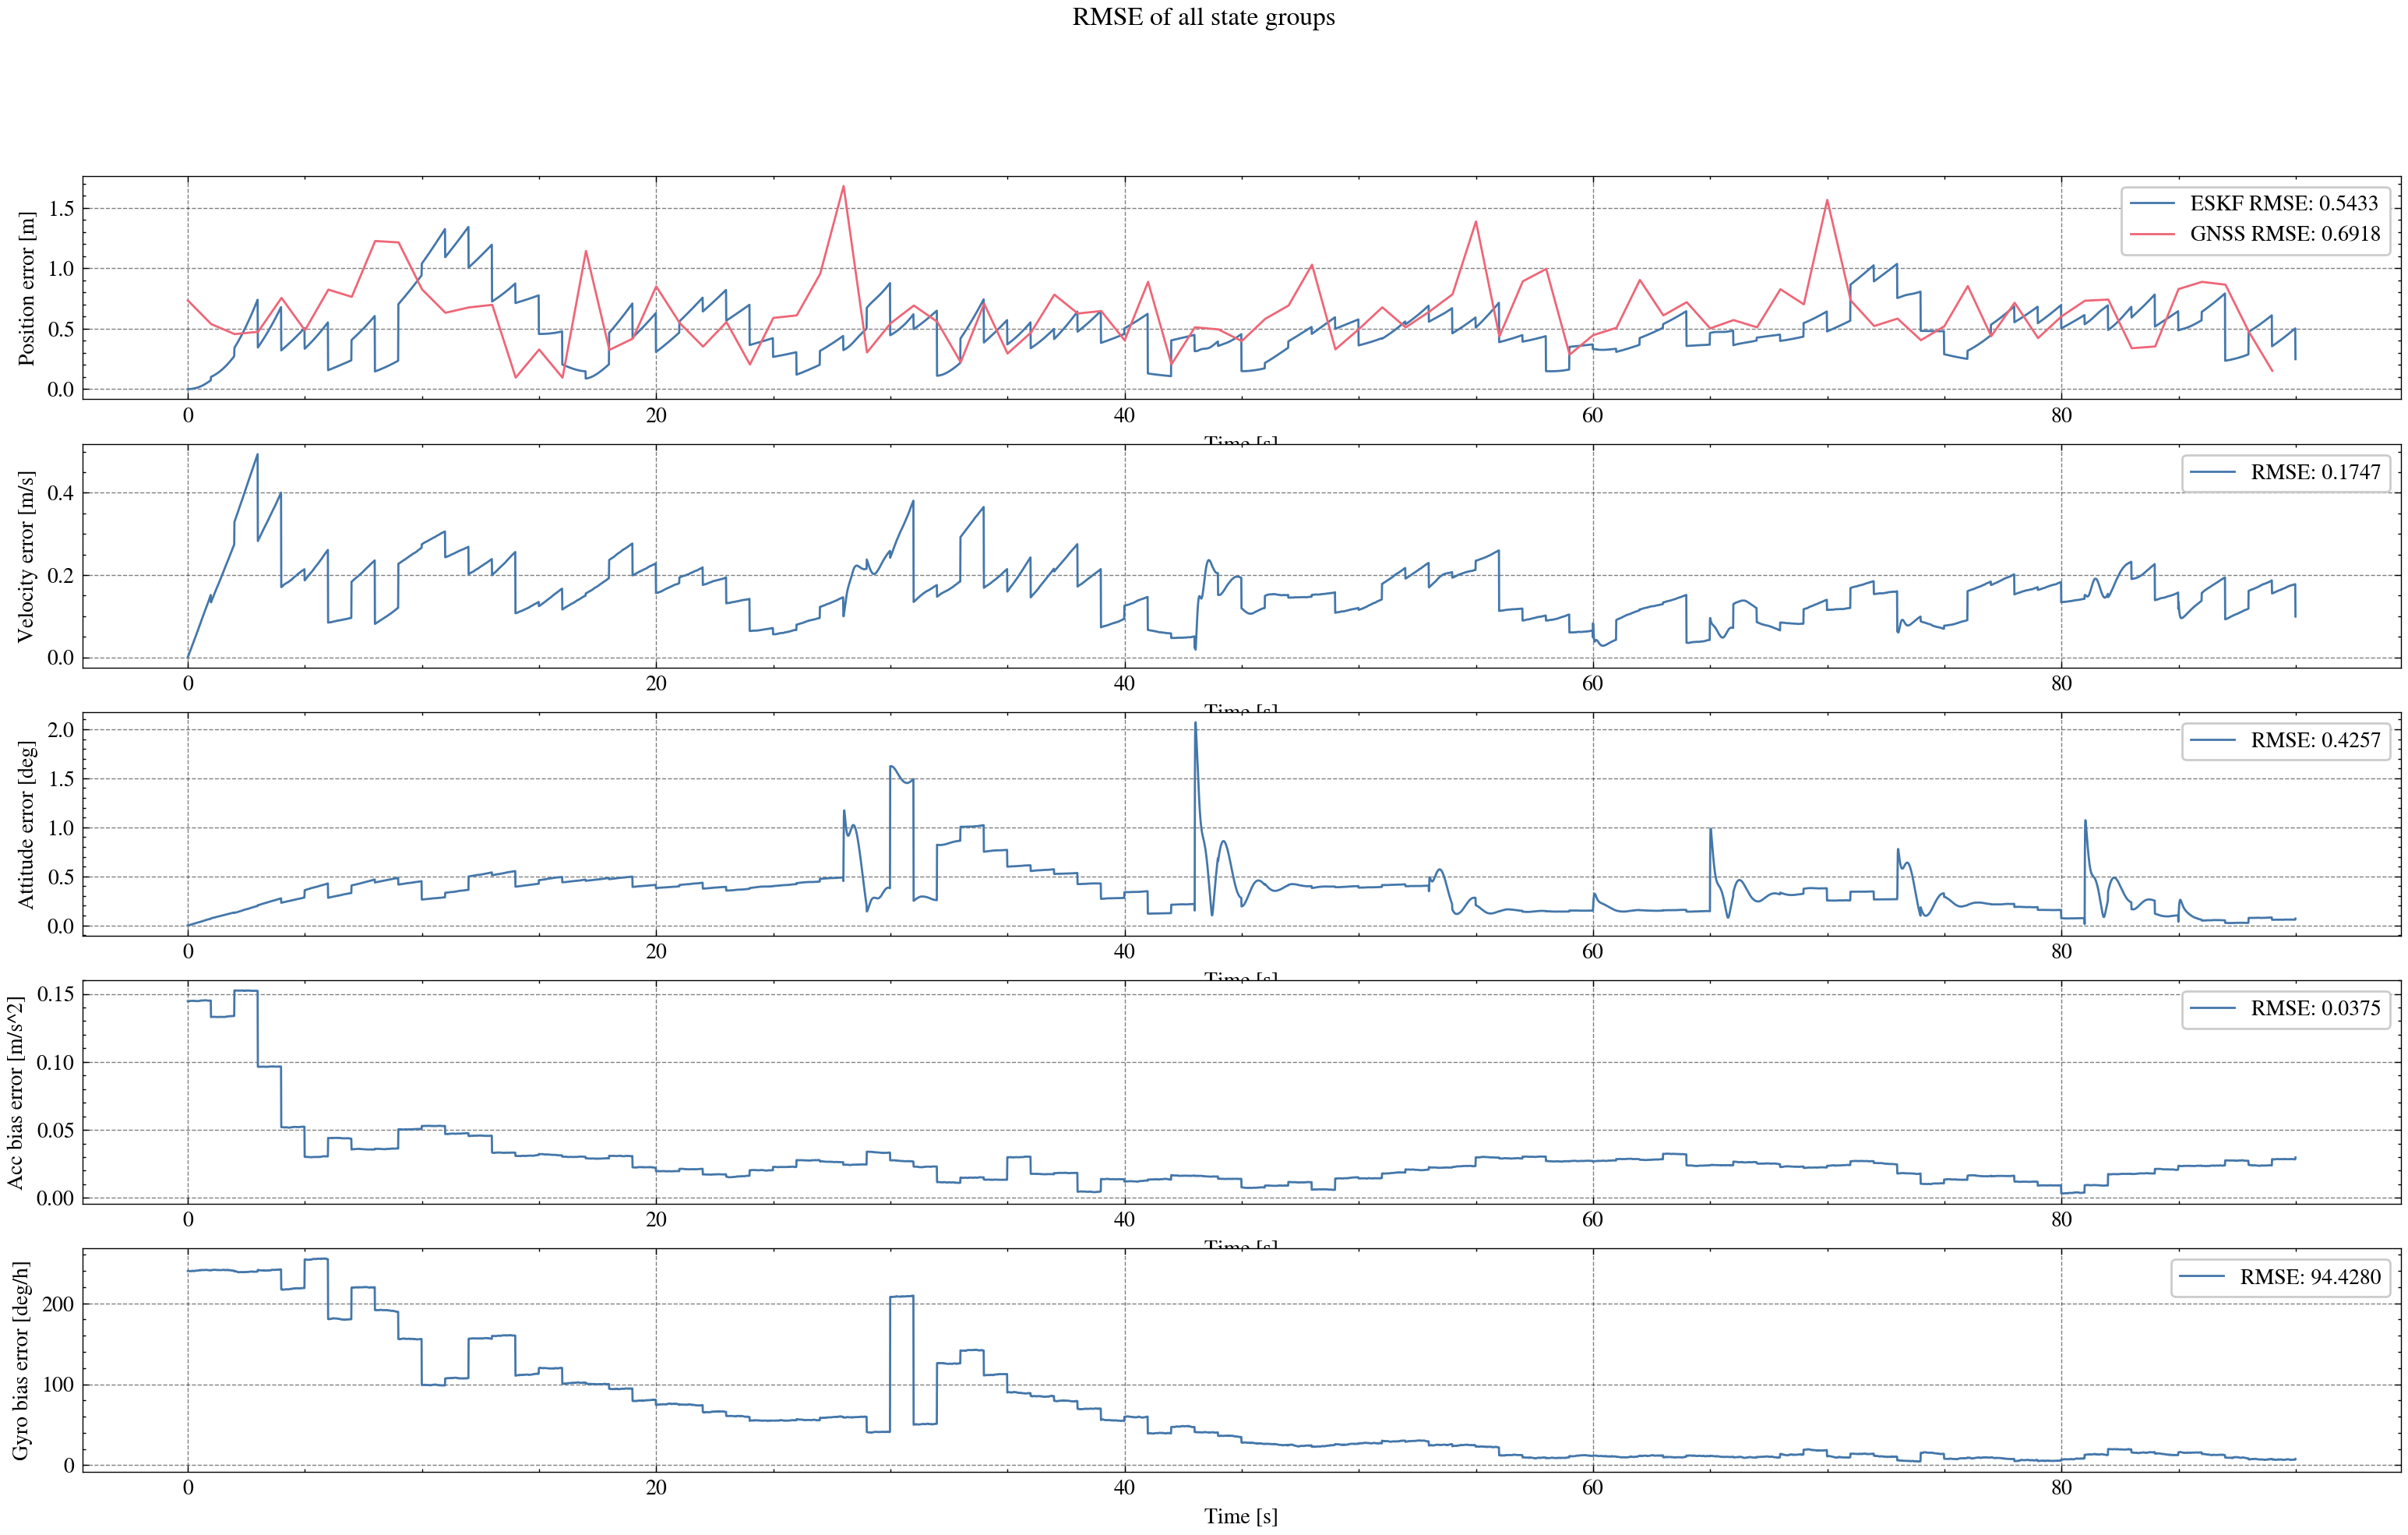 RMSE of all state groups
Position error [m]
1.5
1.0
0.5
0.0
ESKF RMSE: 0.5433
GNSS RMSE: 0.6918
0 20 40 60 80
Time [s]
Velocity error [m/s]
0.4
0.2
0.0
RMSE: 0.1747
0 20 40 60 80
Time [s]
Attitude error [deg]
2.0
1.5
1.0
0.5
0.0
RMSE: 0.4257
0 20 40 60 80
Time [s]
Acc bias error [m/s^2]
0.15
0.10
0.05
0.00
RMSE: 0.0375
0 20 40 60 80
Time [s]
Gyro bias error [deg/h]
200
100
0
RMSE: 94.4280
0 20 40 60 80
Time [s]